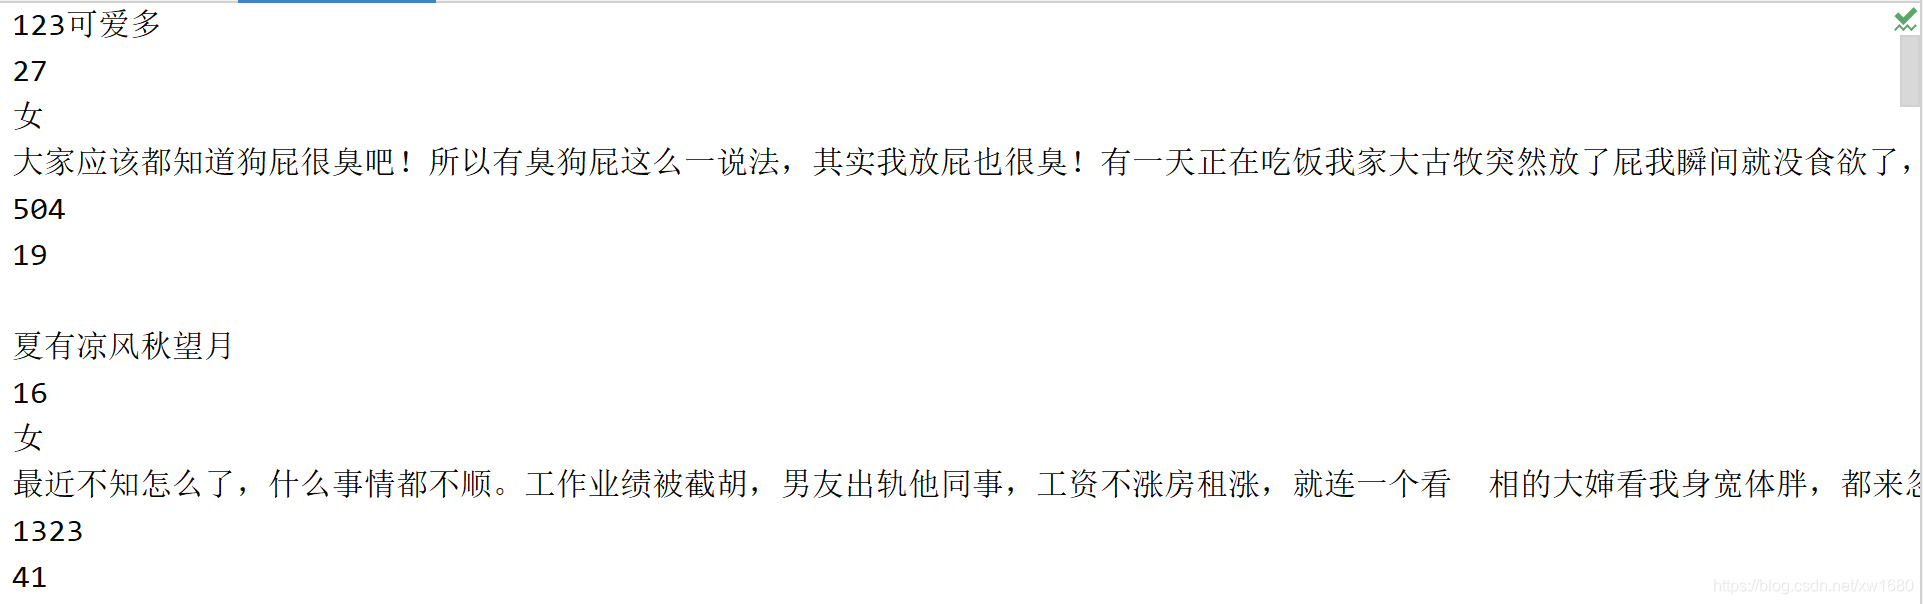 123可爱多
27
女
大家应该都知道狗屁很臭吧！所以有臭狗屁这么一说法，其实我放屁也很臭！有一天正在吃饭我家大古牧突然放了屁我瞬间就没食欲了，
504
19
夏有凉风秋望月
16
女
最近不知怎么了，什么事情都不顺。工作业绩被截胡，男友出轨他同事，工资不涨房租涨，就连一个看　相的大婶看我身宽体胖，都来忽
1323
41
https://blog.csdn.net/xw1680